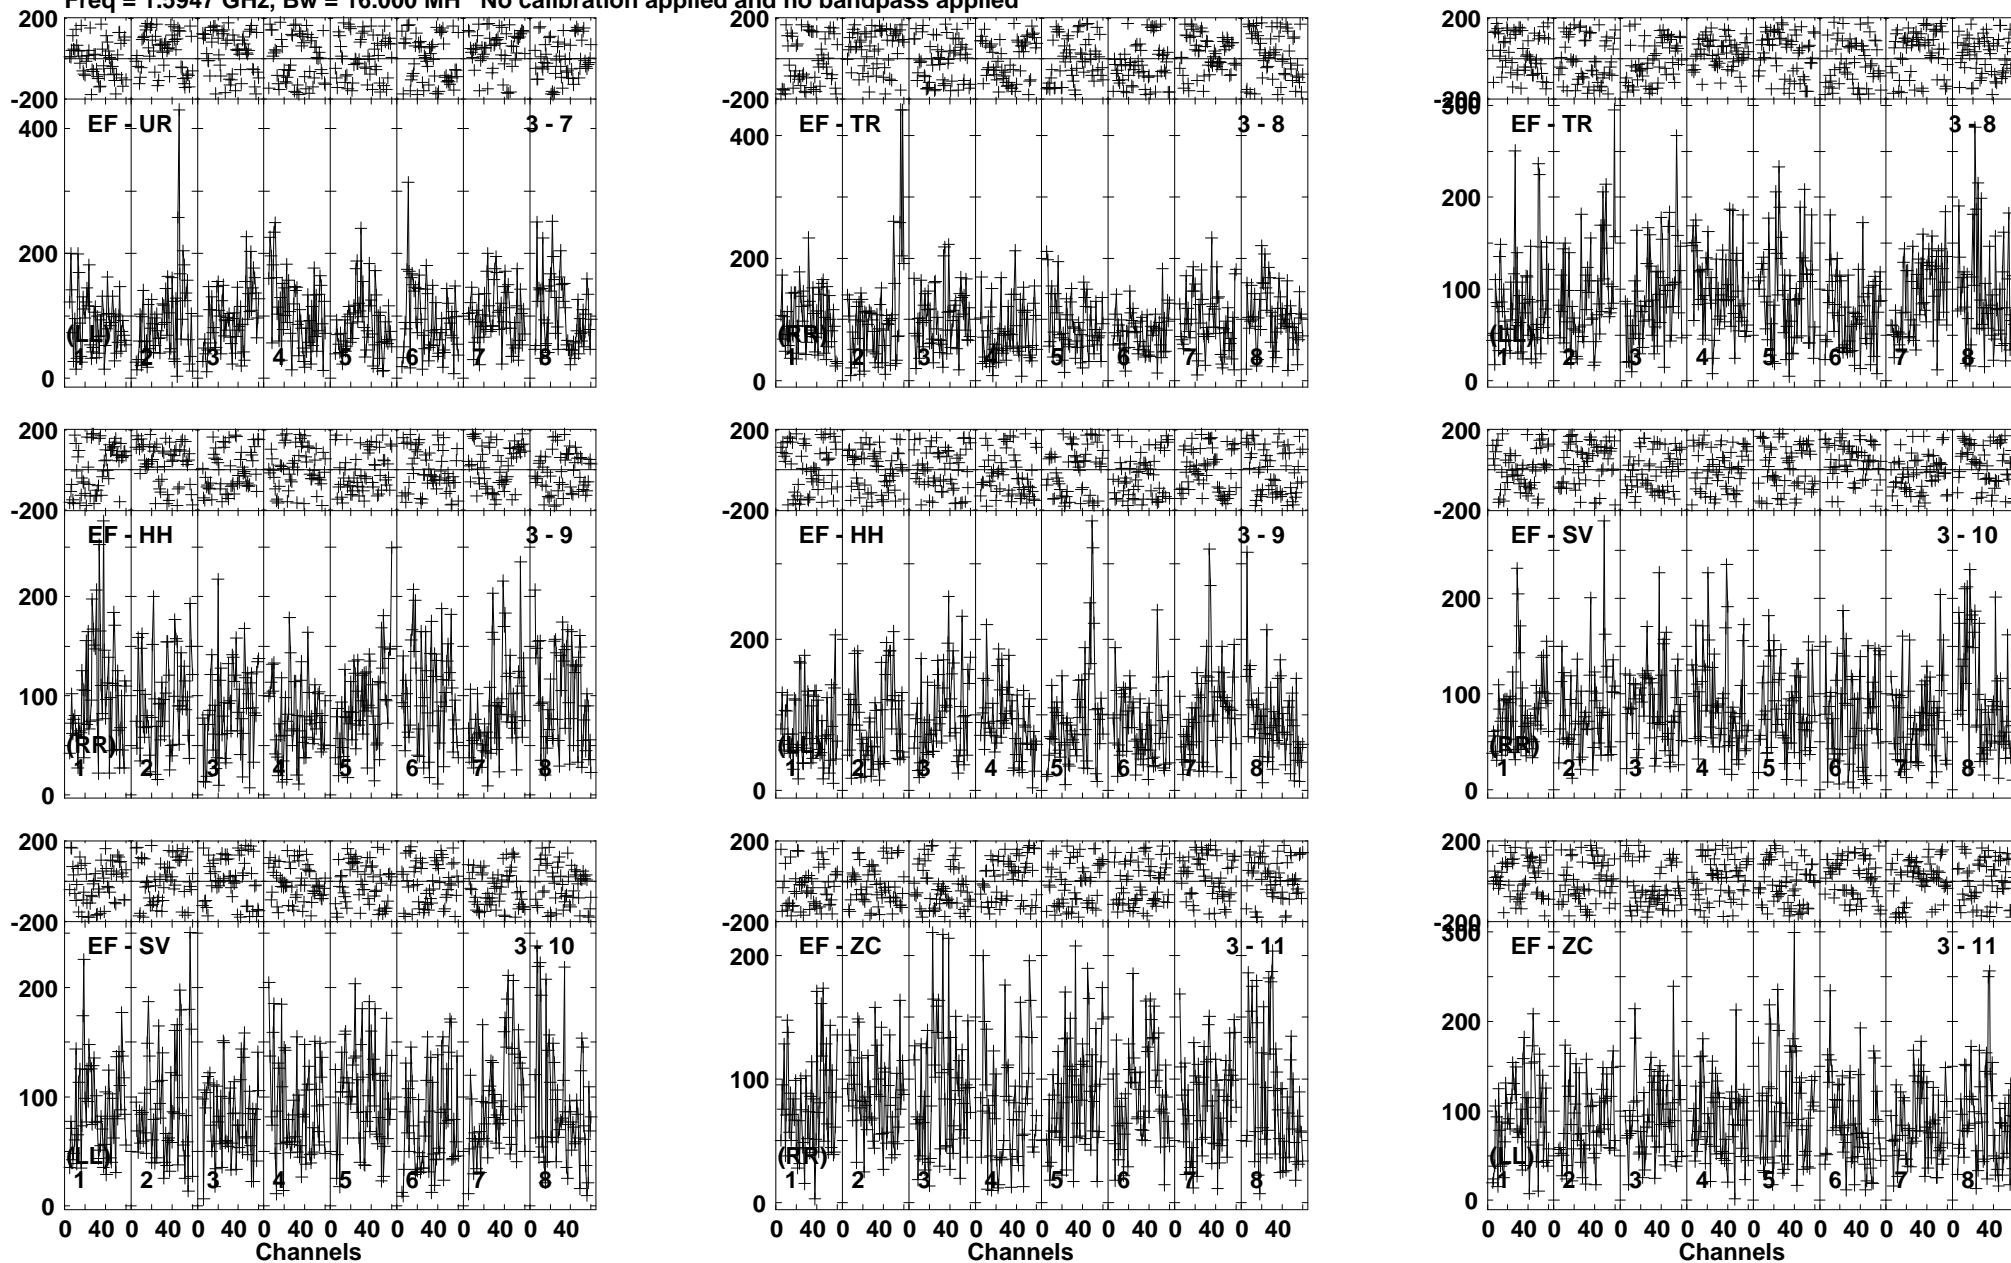 Freq = 1.5947 GHz, Bw = 16.000 MH No calibration applied and no bandpass applied
200 200 200
-200 -200 -200
EF - UR 3 - 7 EF - TR 3 - 8 EF - TR 3 - 8
300
400 400
200 200 200
100
(LL) (RR) (LL)
1 2 3 4 5 6 7 8 1 2 3 4 5 6 7 8 1 2 3 4 5 6 7 8
0 0 0
200 200 200
-200 -200 -200
EF - HH 3 - 9 EF - HH 3 - 9 EF - SV 3 - 10
200 200 200
100 100
(RR) (LL) (RR)
1 2 3 4 5 6 7 8 1 2 3 4 5 6 7 8 1 2 3 4 5 6 7 8
0 0 0
200 200 200
-200 -200 -200
300
EF - SV 3 - 10 EF - ZC 3 - 11 EF - ZC 3 - 11
200 200 200
100 100 100
(LL) (RR) (LL)
1 2 3 4 5 6 7 8 1 2 3 4 5 6 7 8 1 2 3 4 5 6 7 8
0 0 0
0 40 0 40 0 40 0 40 0 40 0 40 0 40 0 40 0 40 0 40 0 40 0 40 0 40 0 40 0 40 0 40 0 40 0 40 0 40 0 40 0 40 0 40 0 40 0 40
Channels Channels Channels